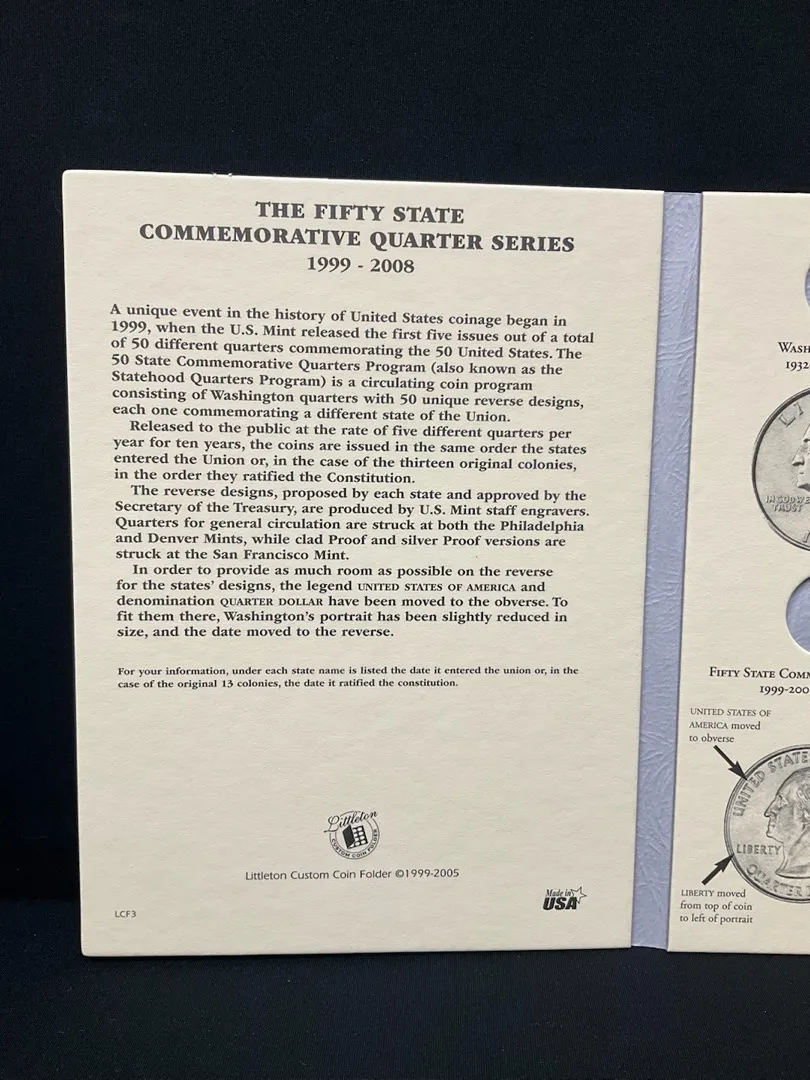 THE FIFTY STATE
COMMEMORATIVE QUARTER SERIES
1999 - 2008
A unique event in the history of United States coinage began in
1999, when the U.S. Mint released the first five issues out of a total
of 50 different quarters commemorating the 50 United States. The
50 State Commemorative Quarters Program (also known as the
Statehood Quarters Program) is a circulating coin program
consisting of Washington quarters with 50 unique reverse designs,
each one commemorating a different state of the Union.
Released to the public at the rate of five different quarters per
year for ten years, the coins are issued in the same order the states
entered the Union or, in the case of the thirteen original colonies,
in the order they ratified the Constitution.
The reverse designs, proposed by each state and approved by the
Secretary of the Treasury, are produced by U.S. Mint staff engravers.
Quarters for general circulation are struck at both the Philadelphia
and Denver Mints, while clad Proof and silver Proof versions are
struck at the San Francisco Mint.
In order to provide as much room as possible on the reverse
for the states' designs, the legend UNITED STATES OF AMERICA and
denomination QUARTER DOLLAR have been moved to the obverse. To
fit them there, Washington's portrait has been slightly reduced in
size, and the date moved to the reverse.
For your information, under each state name is listed the date it entered the union or, in the
case of the original 13 colonies, the date it ratified the constitution.
Littleton
CUSTOM COIN FOLDER
Littleton Custom Coin Folder ©1999-2005
Made in
USA
LCF3
WASH
1932
LI
IN GOD WE
TRUST
FIFTY STATE COMM
1999-200
UNITED STATES OF
AMERICA moved
to obverse
UNITED STATE
LIBERTY
QUARTER
LIBERTY moved
from top of coin
to left of portrait